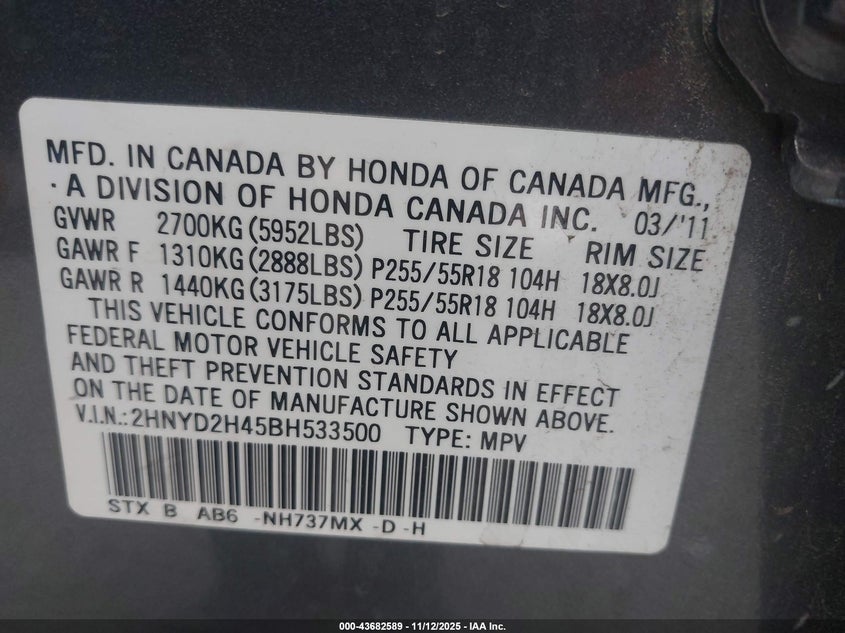 MFD. IN CANADA BY HONDA OF CANADA MFG.,
· A DIVISION OF HONDA CANADA INC. 03/'11
GVWR 2700KG (5952LBS) TIRE SIZE RIM SIZE
GAWR F 1310KG (2888LBS) P255/55R18 104H 18X8.0J
GAWR R 1440KG (3175LBS) P255/55R18 104H 18X8.0J
THIS VEHICLE CONFORMS TO ALL APPLICABLE
FEDERAL MOTOR VEHICLE SAFETY
AND THEFT PREVENTION STANDARDS IN EFFECT
ON THE DATE OF MANUFACTURE SHOWN ABOVE.
V.I.N.:2HNYD2H45BH533500 TYPE: MPV
STX B AB6 -NH737MX -D -H
000-43682589 - 11/12/2025 - IAA Inc.